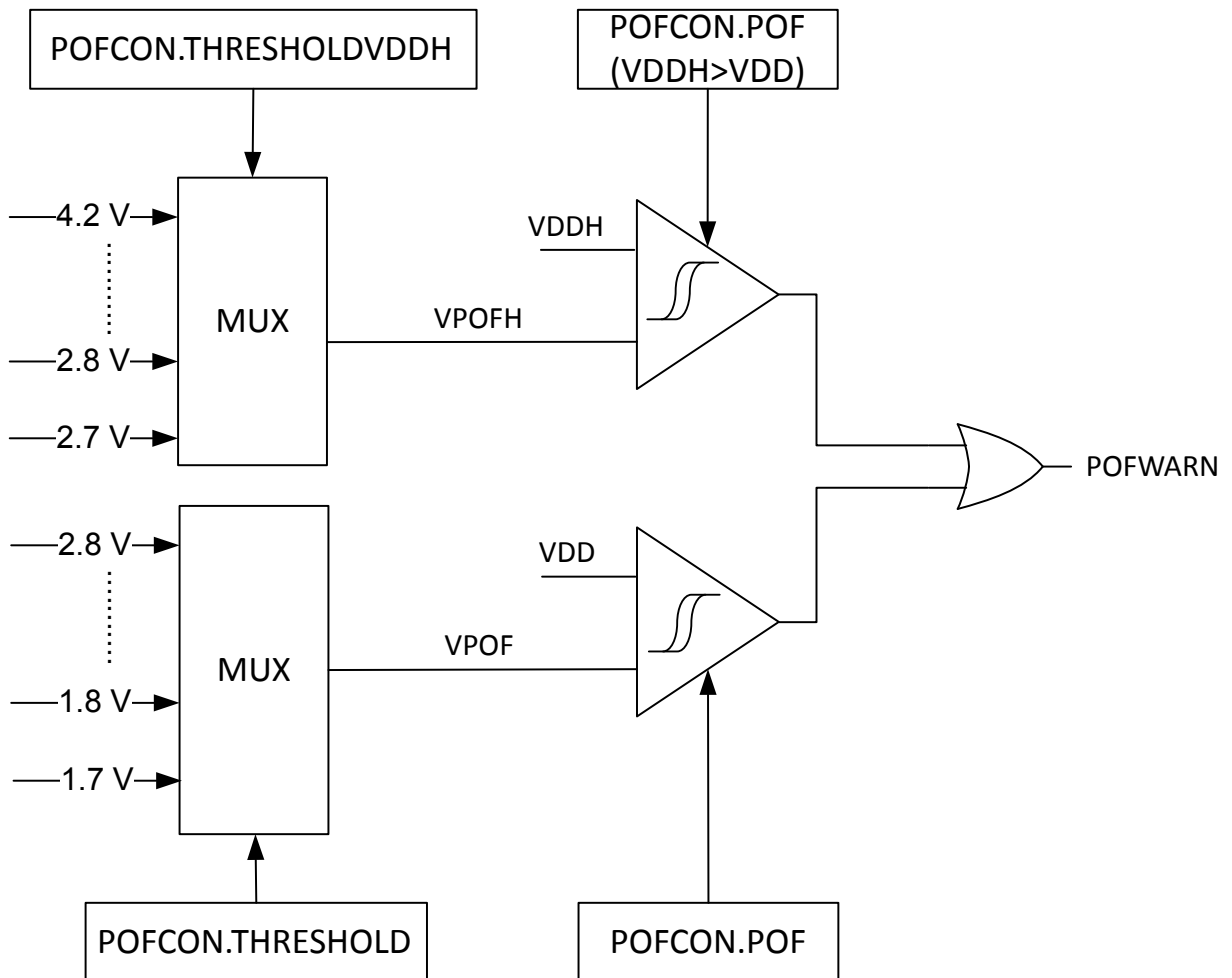 POFCON.THRESHOLDVDDH
POFCON.POF
(VDDH>VDD)
4.2 V
VDDH
MUX
VPOFH
2.8 V
2.7 V
POFWARN
2.8 V
VDD
VPOF
MUX
1.8 V
1.7 V
POFCON.THRESHOLD
POFCON.POF